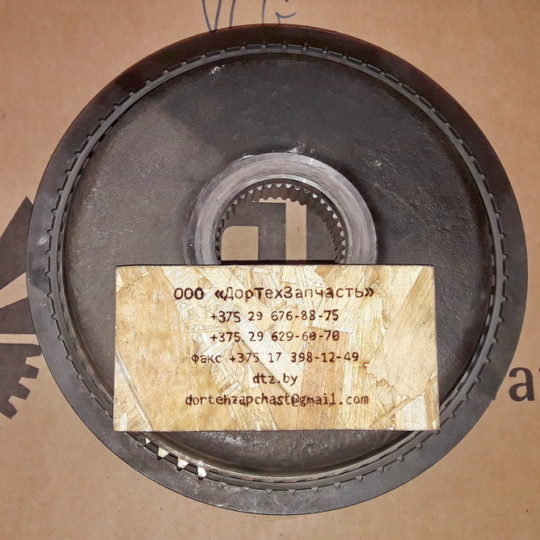 ООО «ДорТехЗапчасть»
+375 29 676-88-75
+375 29 629-60-70
Факс +375 17 398-12-49
dtz.by
dortehzapchast@gmail.com